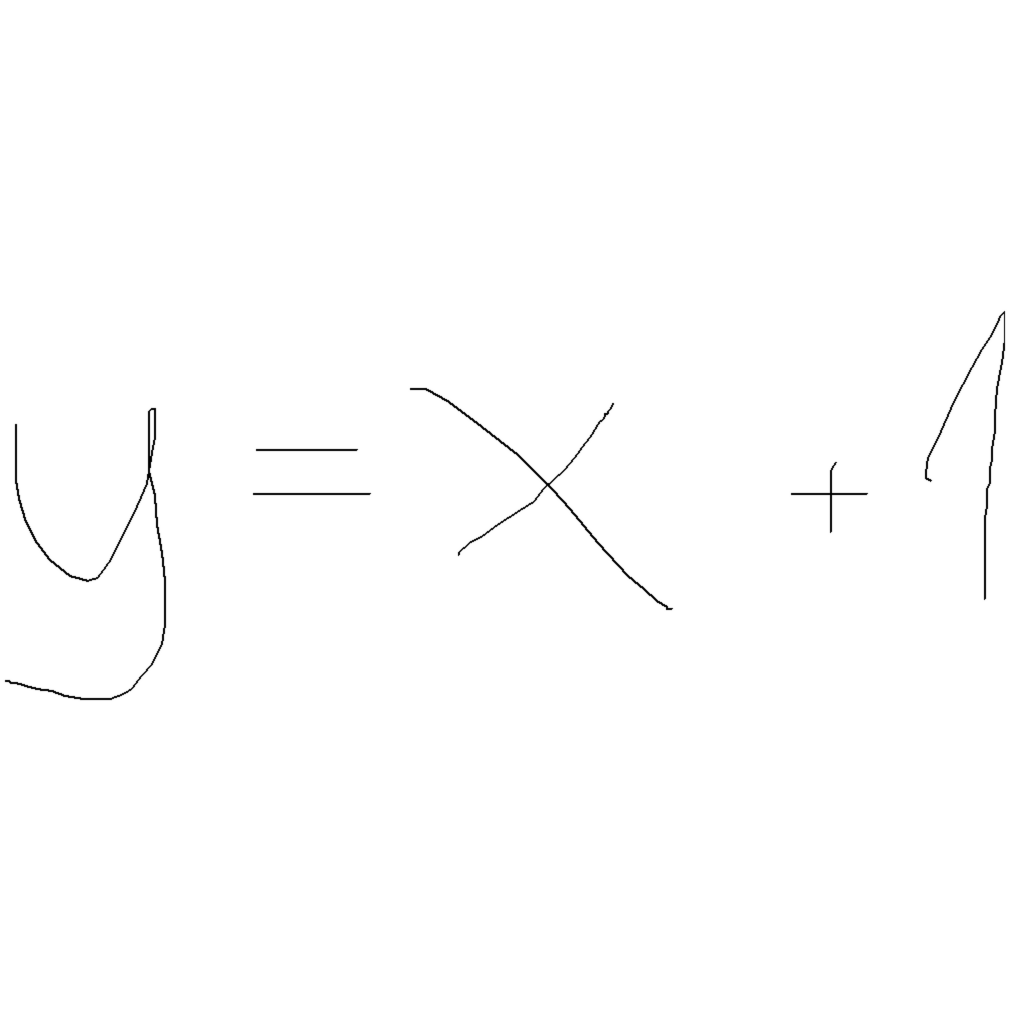 y = x + 1